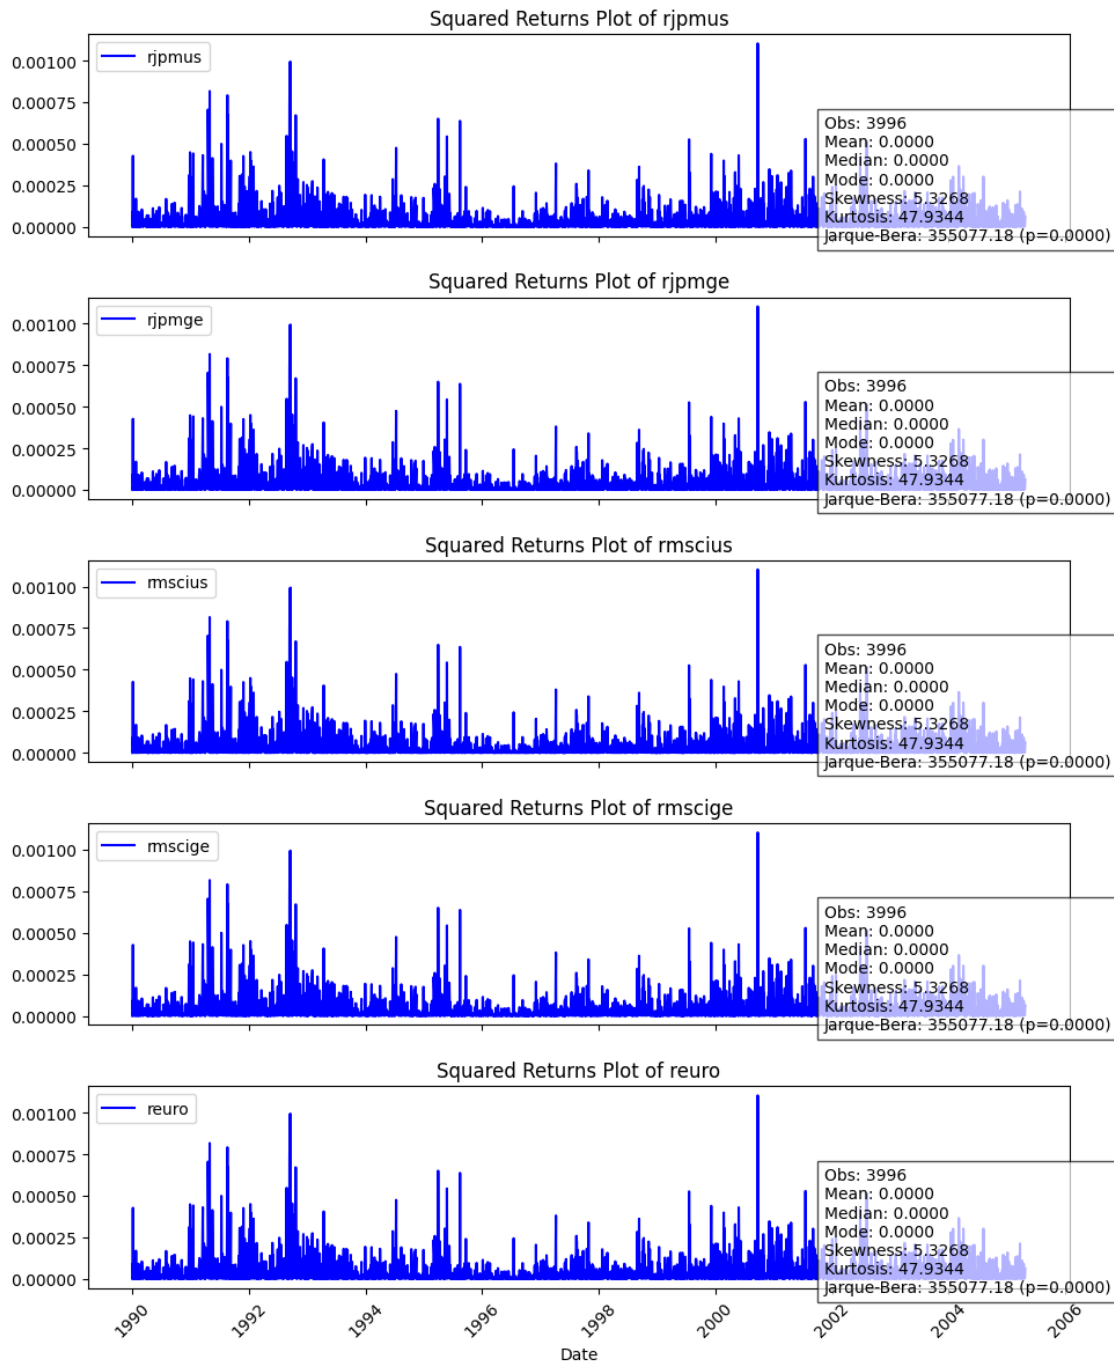 Squared Returns Plot of rjpmus
0.00100
0.00075
0.00050
0.00025
0.00000
rjpmus
Obs: 3996
Mean: 0.0000
Median: 0.0000
Mode: 0.0000
Skewness: 5.3268
Kurtosis: 47.9344
Jarque-Bera: 355077.18 (p=0.0000)
Squared Returns Plot of rjpmge
0.00100
0.00075
0.00050
0.00025
0.00000
rjpmge
Obs: 3996
Mean: 0.0000
Median: 0.0000
Mode: 0.0000
Skewness: 5.3268
Kurtosis: 47.9344
Jarque-Bera: 355077.18 (p=0.0000)
Squared Returns Plot of rmscius
0.00100
0.00075
0.00050
0.00025
0.00000
rmscius
Obs: 3996
Mean: 0.0000
Median: 0.0000
Mode: 0.0000
Skewness: 5.3268
Kurtosis: 47.9344
Jarque-Bera: 355077.18 (p=0.0000)
Squared Returns Plot of rmscige
0.00100
0.00075
0.00050
0.00025
0.00000
rmscige
Obs: 3996
Mean: 0.0000
Median: 0.0000
Mode: 0.0000
Skewness: 5.3268
Kurtosis: 47.9344
Jarque-Bera: 355077.18 (p=0.0000)
Squared Returns Plot of reuro
0.00100
0.00075
0.00050
0.00025
0.00000
reuro
Obs: 3996
Mean: 0.0000
Median: 0.0000
Mode: 0.0000
Skewness: 5.3268
Kurtosis: 47.9344
Jarque-Bera: 355077.18 (p=0.0000)
1990 1992 1994 1996 1998 2000 2002 2004 2006
Date